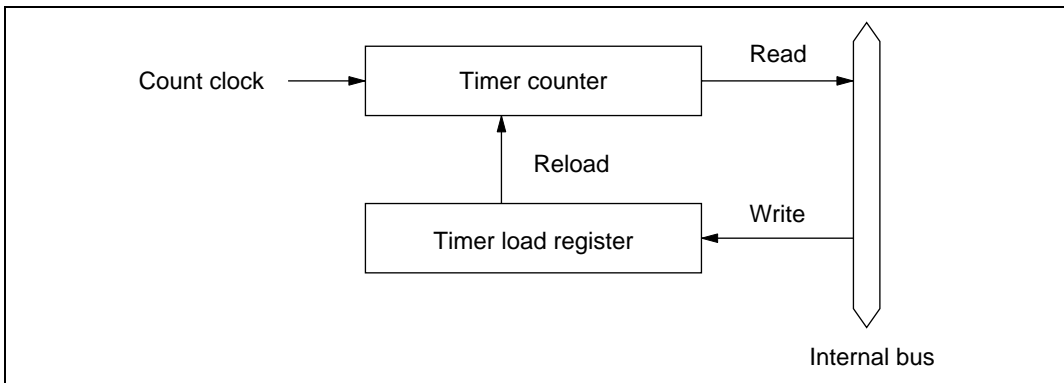 Read
Count clock
Timer counter
Reload
Write
Timer load register
Internal bus